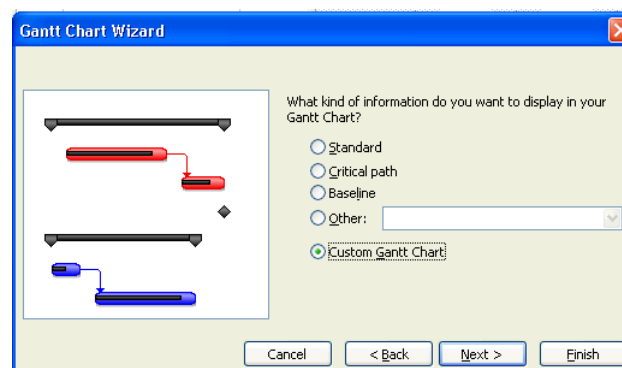 Gantt Chart Wizard
What kind of information do you want to display in your
Gantt Chart?
Standard
Critical path
Baseline
Other:
Custom Gantt Chart
Cancel
< Back
Next >
Finish